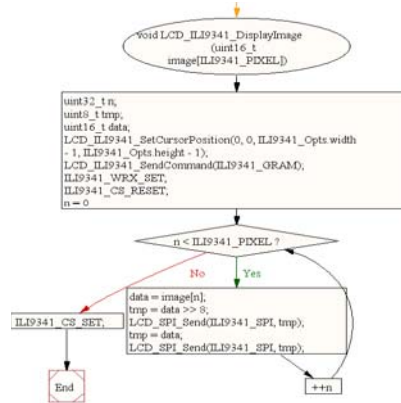 void LCD_ILI9341_DisplayImage
(uint16_t
image[ILI9341_PIXEL])
uint32_t n;
uint8_t tmp;
uint16_t data;
LCD_ILI9341_SetCursorPosition(0, 0, ILI9341_Opts.width
- 1, ILI9341_Opts.height - 1);
LCD_ILI9341_SendCommand(ILI9341_GRAM);
ILI9341_WRX_SET;
ILI9341_CS_RESET;
n = 0
n < ILI9341_PIXEL ?
No
Yes
ILI9341_CS_SET;
data = image[n];
tmp = data >> 8;
LCD_SPI_Send(ILI9341_SPI, tmp);
tmp = data;
LCD_SPI_Send(ILI9341_SPI, tmp);
End
++n